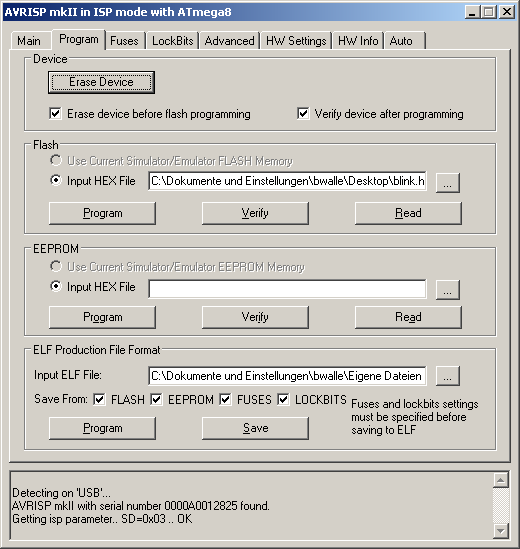 AVRISP mkII in ISP mode with ATmega8
Main Program Fuses LockBits Advanced HW Settings HW Info Auto
Device
Erase Device
Erase device before flash programming Verify device after programming
Flash
Use Current Simulator/Emulator FLASH Memory
Input HEX File C:\Dokumente und Einstellungen\bwalle\Desktop\blink.h ...
Program Verify Read
EEPROM
Use Current Simulator/Emulator EEPROM Memory
Input HEX File ...
Program Verify Read
ELF Production File Format
Input ELF File: C:\Dokumente und Einstellungen\bwalle\Eigene Dateien ...
Save From: FLASH EEPROM FUSES LOCKBITS
Fuses and lockbits settings
must be specified before
saving to ELF
Program Save
Detecting on 'USB'...
AVRISP mkII with serial number 0000A0012825 found.
Getting isp parameter.. SD=0x03 .. OK